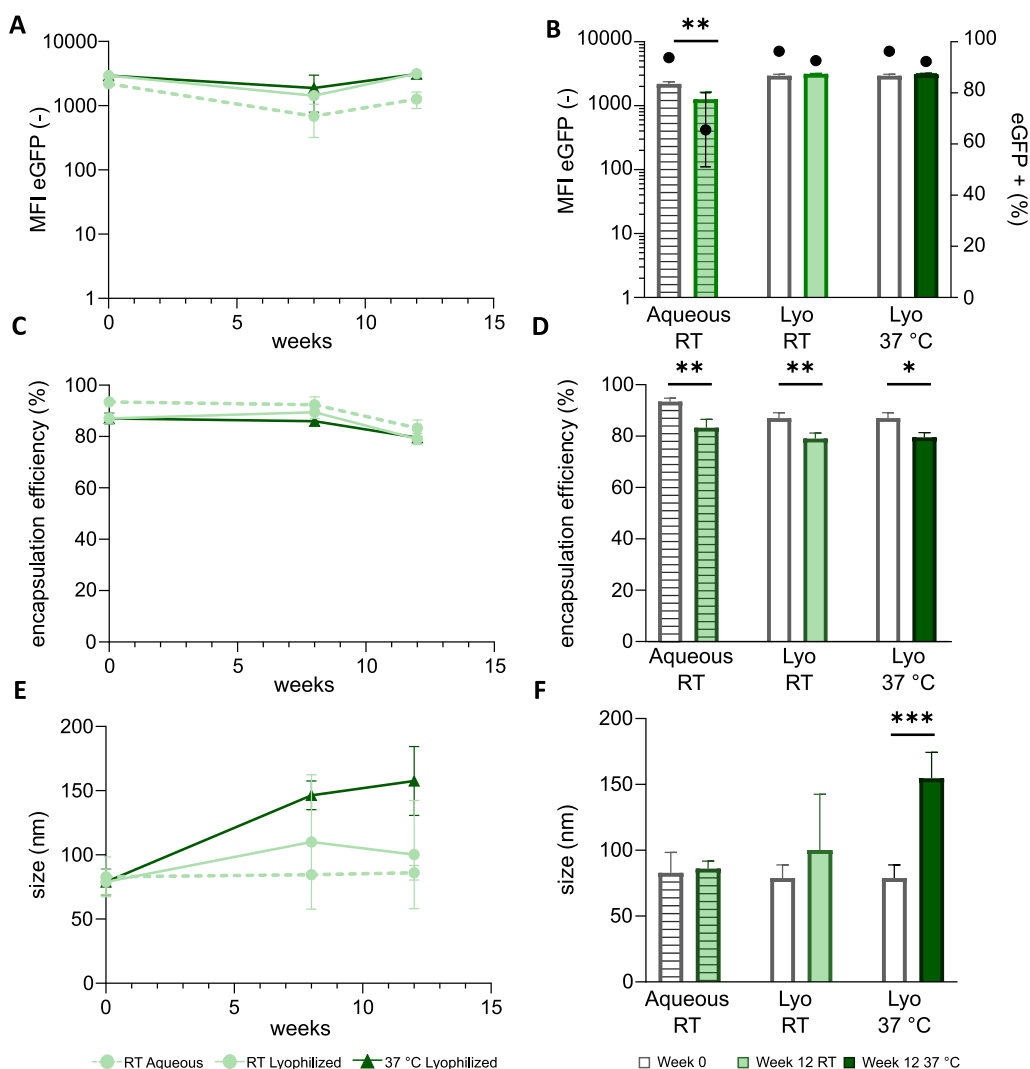 A
10000
1000
100
10
1
MFI eGFP (-)
0
5
10
15
weeks
B
**
10000
1000
100
10
1
MFI eGFP (-)
100
80
60
40
20
0
eGFP + (%)
Aqueous
RT
Lyo
RT
Lyo
37 °C
C
100
80
60
40
20
0
encapsulation efficiency (%)
0
5
10
15
weeks
D
**
**
*
100
80
60
40
20
0
encapsulation efficiency (%)
Aqueous
RT
Lyo
RT
Lyo
37 °C
E
200
150
100
50
0
size (nm)
0
5
10
15
weeks
RT Aqueous
RT Lyophilized
37 °C Lyophilized
F
***
200
150
100
50
0
size (nm)
Aqueous
RT
Lyo
RT
Lyo
37 °C
Week 0
Week 12 RT
Week 12 37 °C